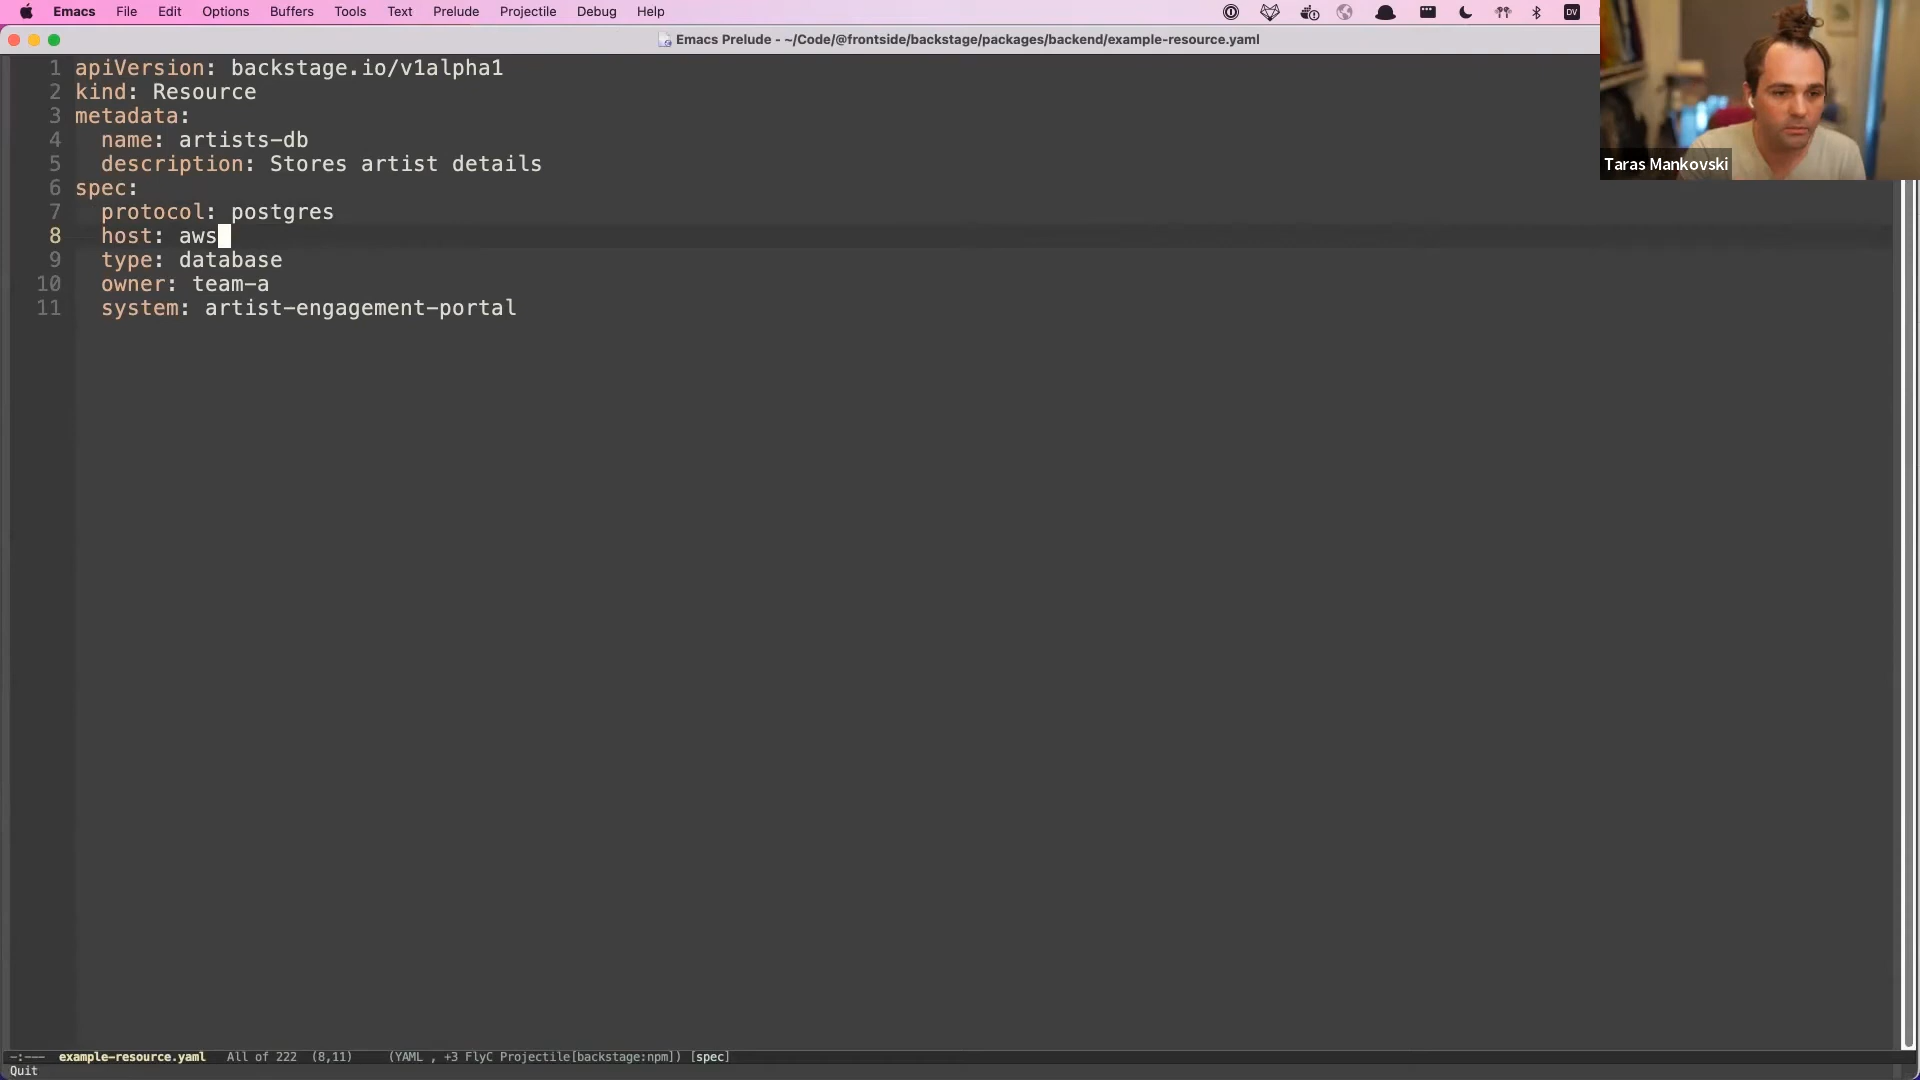 Emacs File Edit Options Buffers Tools Text Prelude Projectile Debug Help
DV
Emacs Prelude - ~/Code/@frontside/backstage/packages/backend/example-resource.yaml
Taras Mankovski
1 apiVersion: backstage.io/v1alpha1
2 kind: Resource
3 metadata:
4 name: artists-db
5 description: Stores artist details
6 spec:
7 protocol: postgres
8 host: aws
9 type: database
10 owner: team-a
11 system: artist-engagement-portal
-:--- example-resource.yaml All of 222 (8,11) (YAML , +3 FlyC Projectile[backstage:npm]) [spec]
Quit